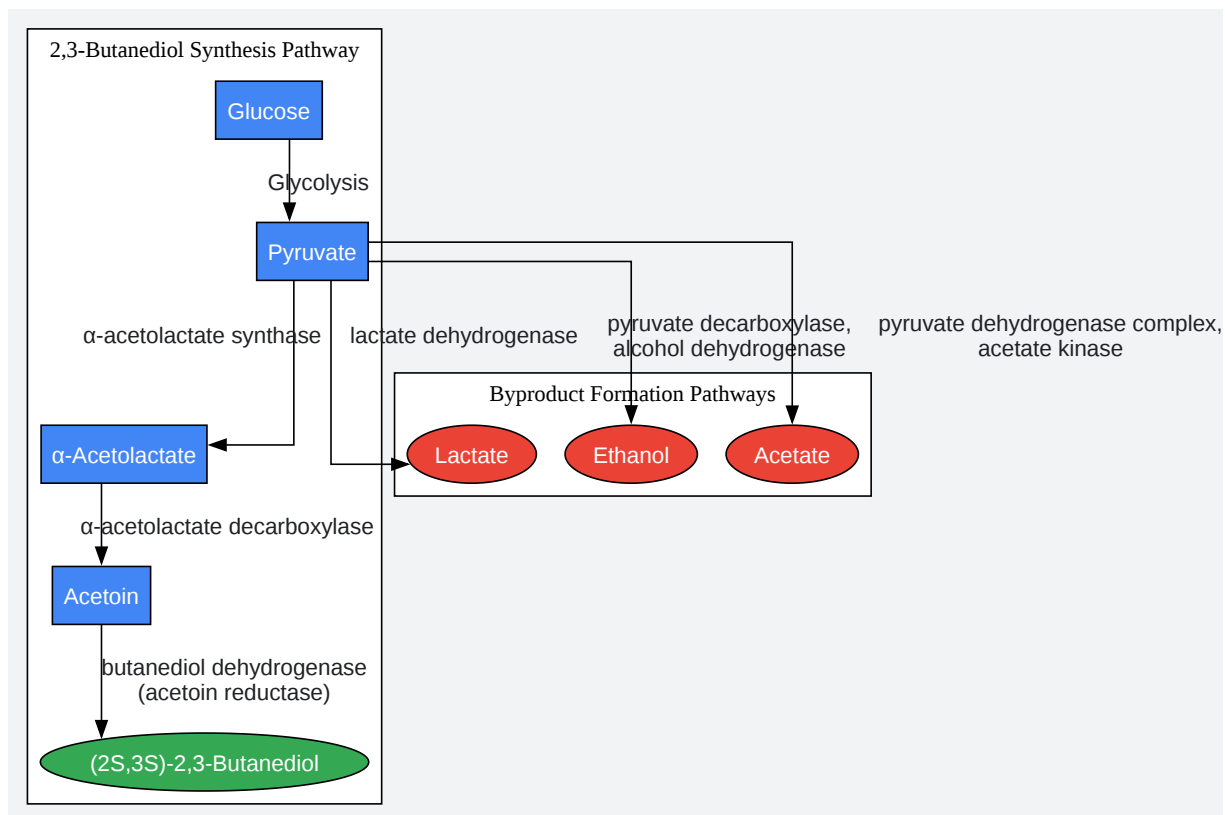 2,3-Butanediol Synthesis Pathway
Glucose
Glycolysis
Pyruvate
α-acetolactate synthase
lactate dehydrogenase
pyruvate decarboxylase,
alcohol dehydrogenase
pyruvate dehydrogenase complex,
acetate kinase
Byproduct Formation Pathways
α-Acetolactate
Lactate
Ethanol
Acetate
α-acetolactate decarboxylase
Acetoin
butanediol dehydrogenase
(acetoin reductase)
(2S,3S)-2,3-Butanediol